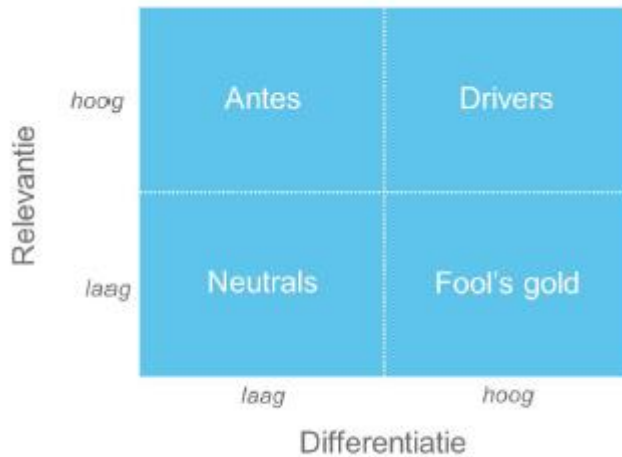 hoog
Antes
Drivers
Relevantie
laag
Neutrals
Fool's gold
laag
hoog
Differentiatie